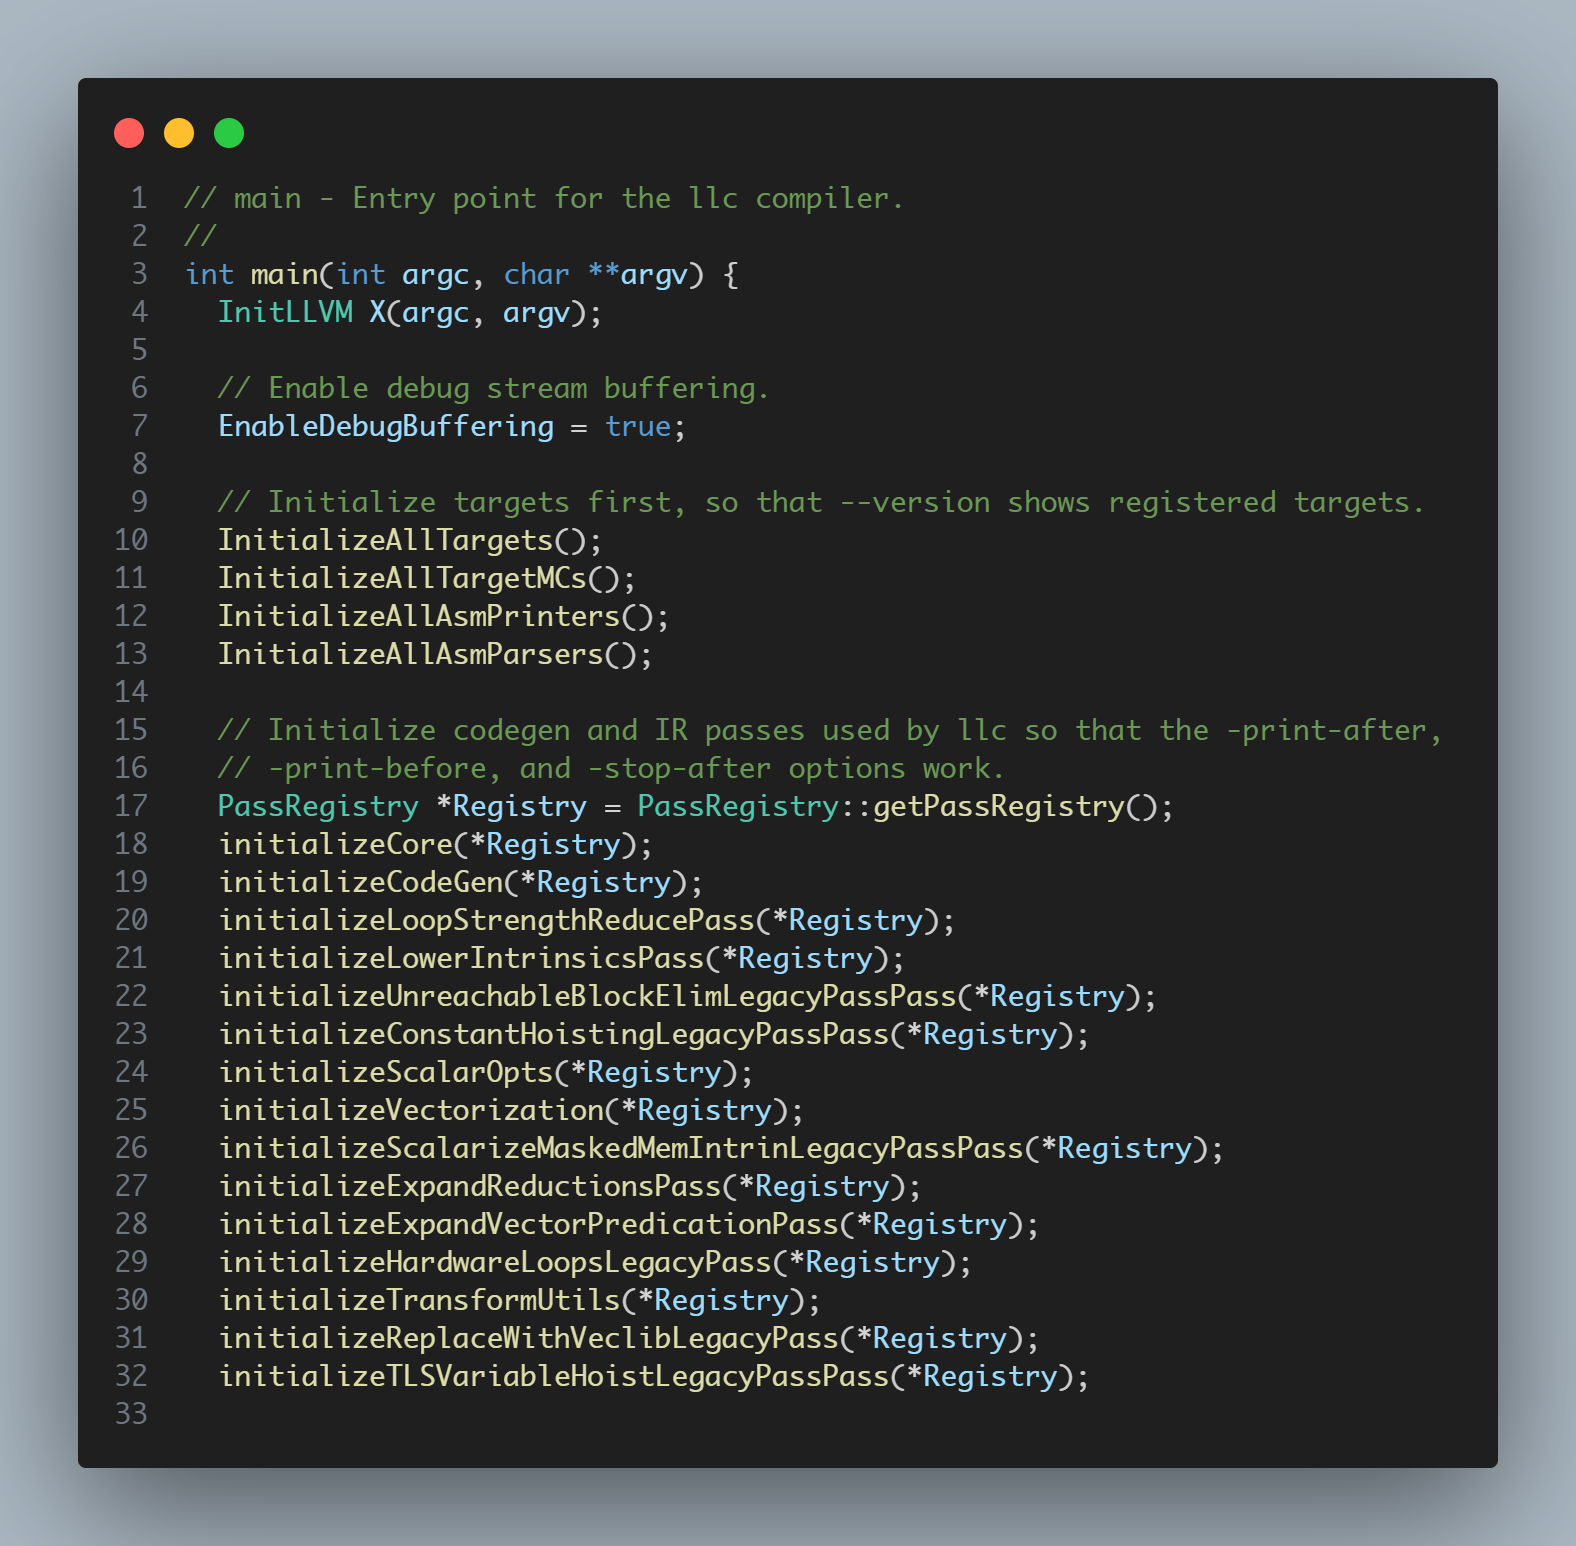 1 // main - Entry point for the llc compiler.
2 //
3 int main(int argc, char **argv) {
4   InitLLVM X(argc, argv);
5
6   // Enable debug stream buffering.
7   EnableDebugBuffering = true;
8
9   // Initialize targets first, so that --version shows registered targets.
10   InitializeAllTargets();
11   InitializeAllTargetMCs();
12   InitializeAllAsmPrinters();
13   InitializeAllAsmParsers();
14
15   // Initialize codegen and IR passes used by llc so that the -print-after,
16   // -print-before, and -stop-after options work.
17   PassRegistry *Registry = PassRegistry::getPassRegistry();
18   initializeCore(*Registry);
19   initializeCodeGen(*Registry);
20   initializeLoopStrengthReducePass(*Registry);
21   initializeLowerIntrinsicsPass(*Registry);
22   initializeUnreachableBlockElimLegacyPassPass(*Registry);
23   initializeConstantHoistingLegacyPassPass(*Registry);
24   initializeScalarOpts(*Registry);
25   initializeVectorization(*Registry);
26   initializeScalarizeMaskedMemIntrinLegacyPassPass(*Registry);
27   initializeExpandReductionsPass(*Registry);
28   initializeExpandVectorPredicationPass(*Registry);
29   initializeHardwareLoopsLegacyPass(*Registry);
30   initializeTransformUtils(*Registry);
31   initializeReplaceWithVeclibLegacyPass(*Registry);
32   initializeTLSVariableHoistLegacyPassPass(*Registry);
33